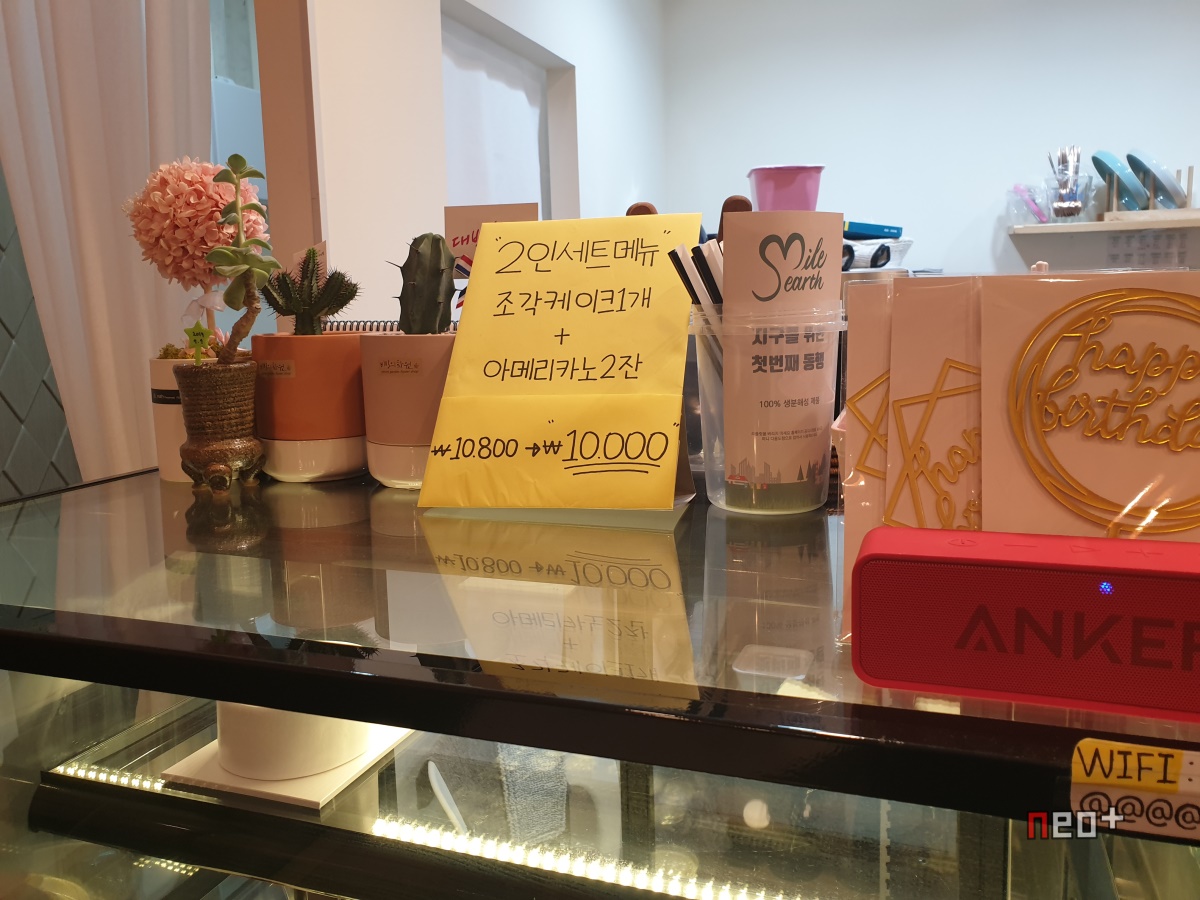 "2인세트메뉴"
조각케이크1개
+
아메리카노2잔
₩10.800 → ₩"10.000"
Smile earth
지구를 위한
첫번째 동행
100% 생분해성 제품
happy
birthday
ANKER
WIFI :
@@@@
neo+